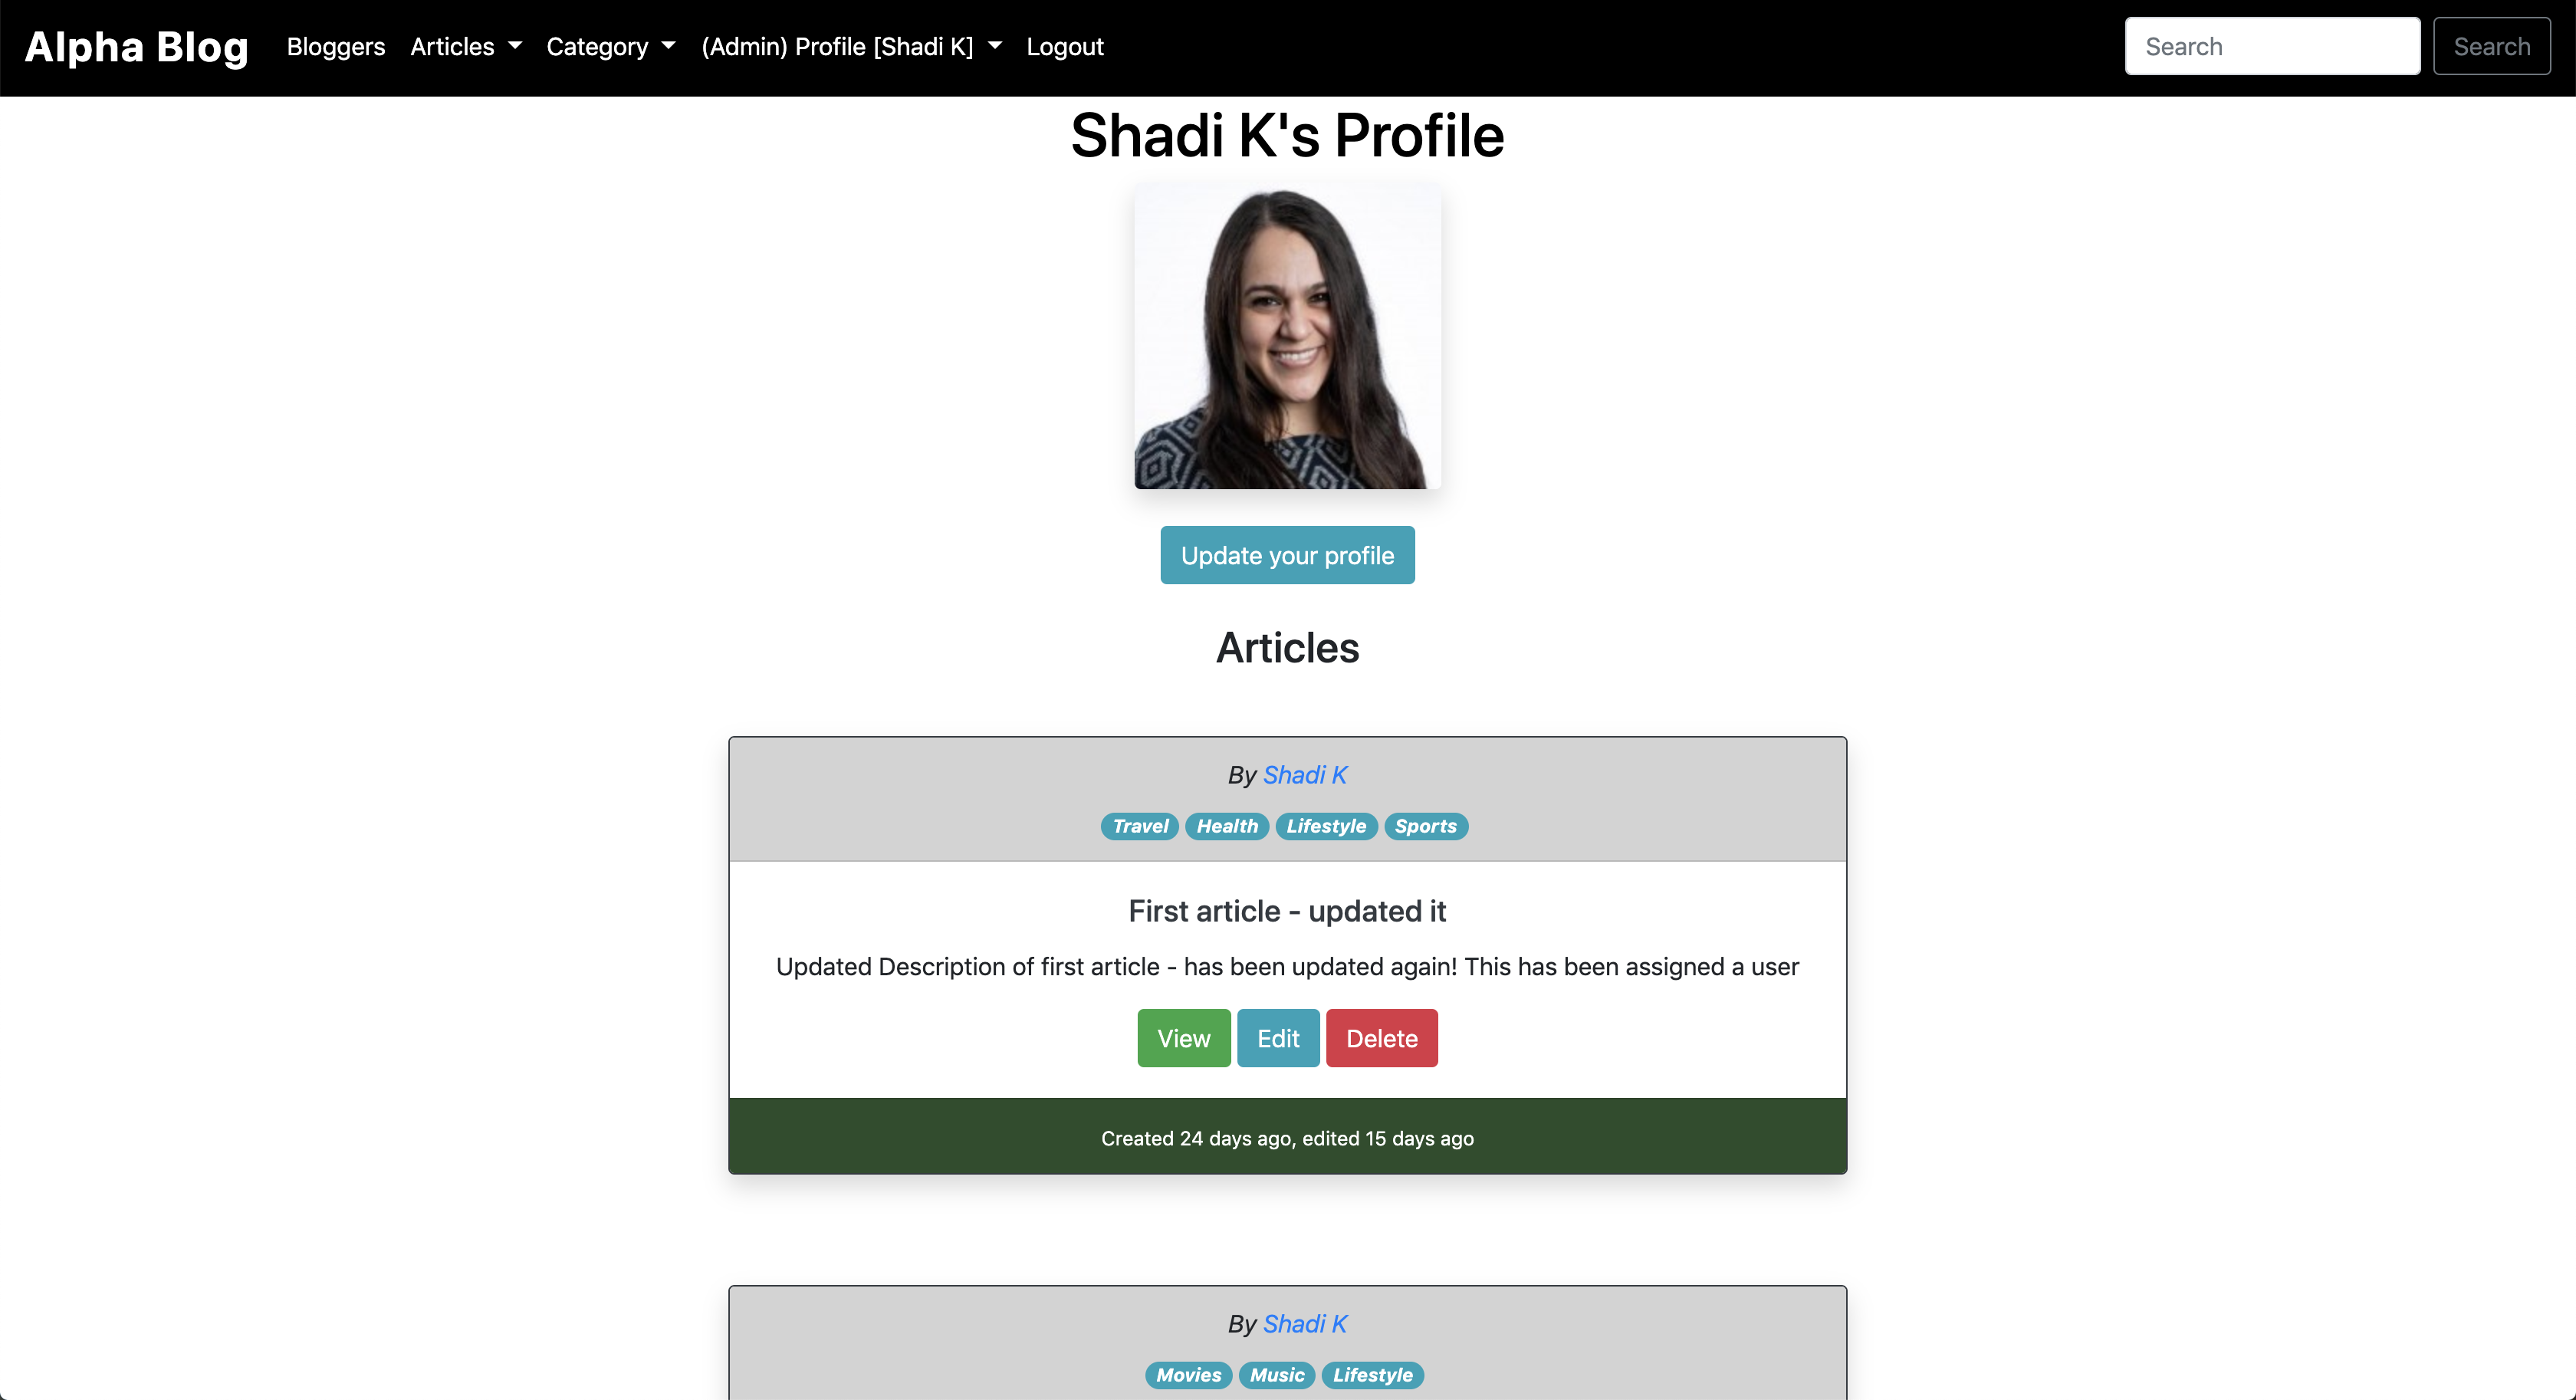 Alpha Blog Bloggers Articles Category (Admin) Profile [Shadi K] Logout Search Search
Shadi K's Profile
Update your profile
Articles
By Shadi K
Travel Health Lifestyle Sports
First article - updated it
Updated Description of first article - has been updated again! This has been assigned a user
View Edit Delete
Created 24 days ago, edited 15 days ago
By Shadi K
Movies Music Lifestyle